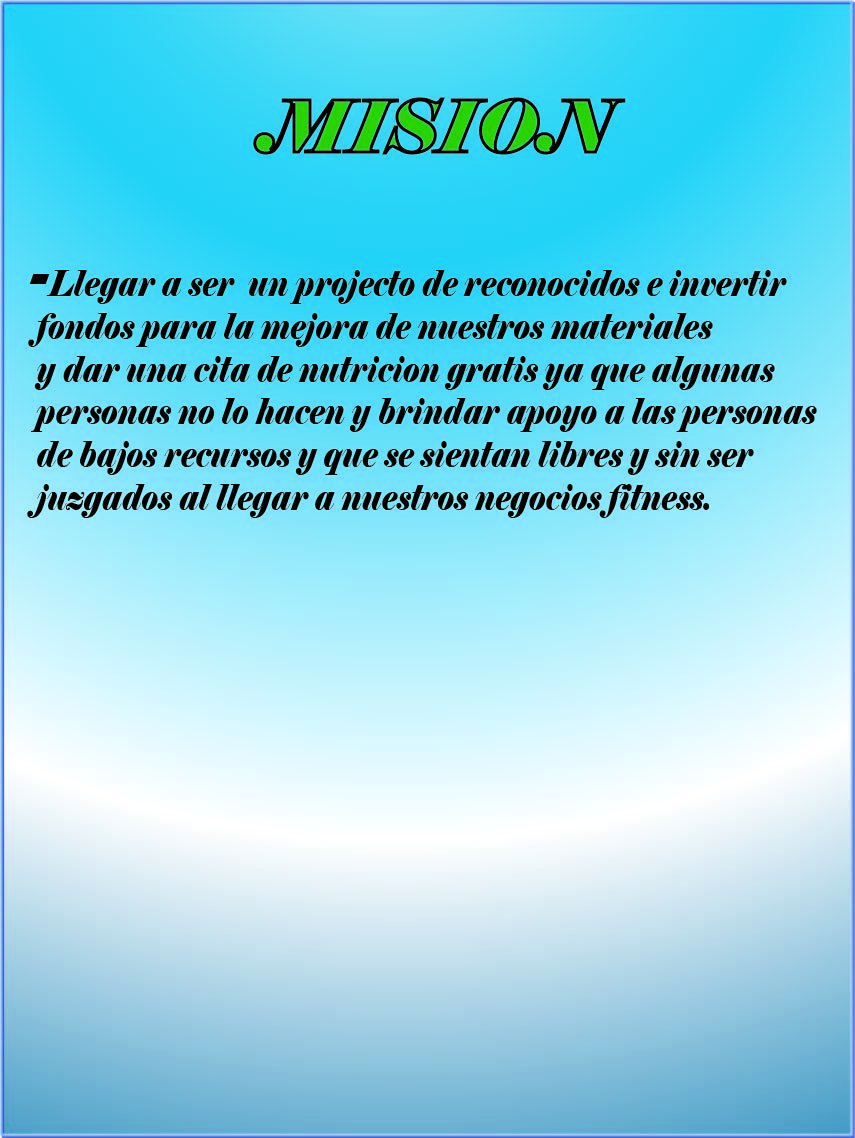 MISION
-Llegar a ser un projecto de reconocidos e invertir
fondos para la mejora de nuestros materiales
y dar una cita de nutricion gratis ya que algunas
personas no lo hacen y brindar apoyo a las personas
de bajos recursos y que se sientan libres y sin ser
juzgados al llegar a nuestros negocios fitness.